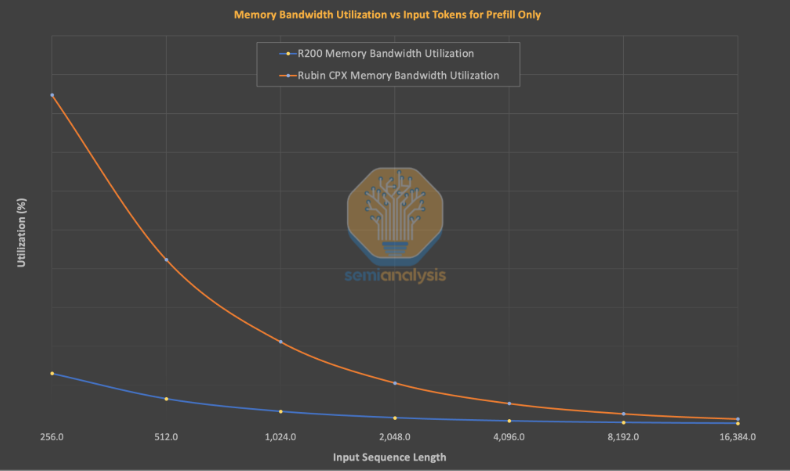 Memory Bandwidth Utilization vs Input Tokens for Prefill Only
R200 Memory Bandwidth Utilization
Rubin CPX Memory Bandwidth Utilization
Utilization (%)
semianalysis
256.0 512.0 1,024.0 2,048.0 4,096.0 8,192.0 16,384.0
Input Sequence Length